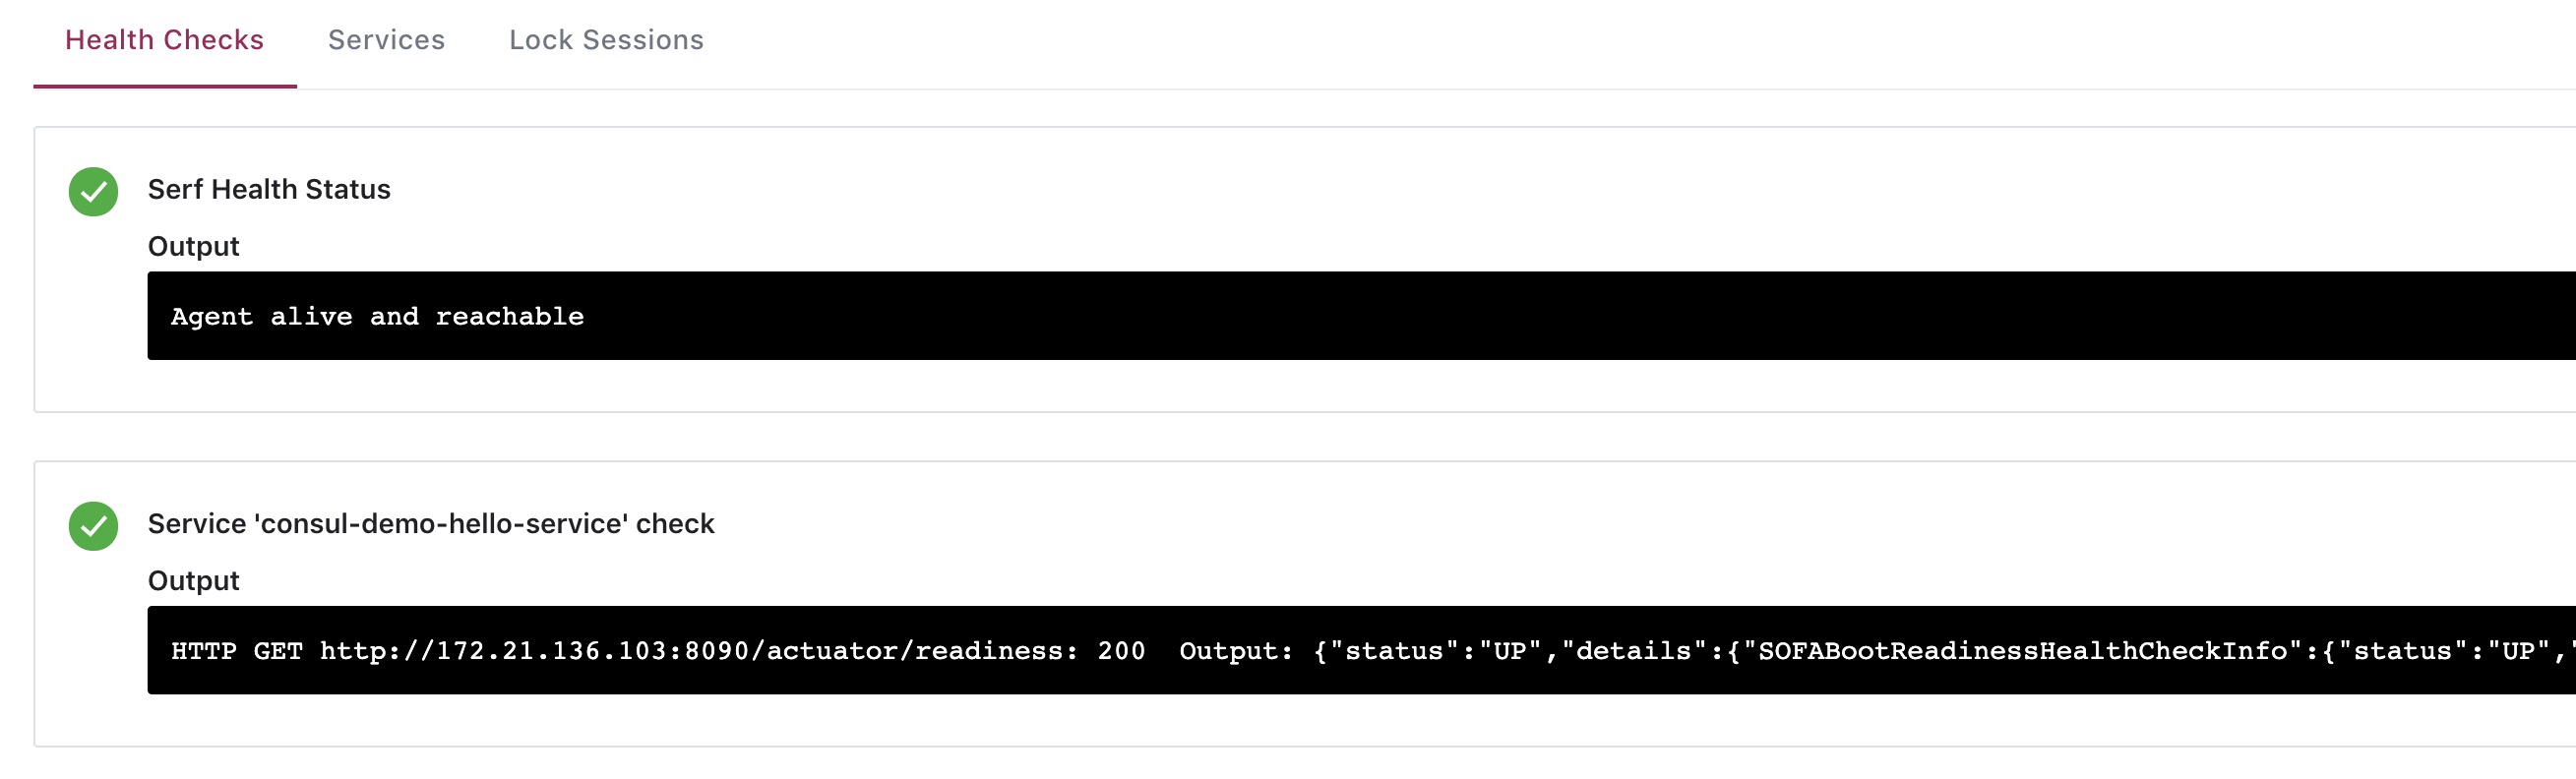 Health Checks Services Lock Sessions
Serf Health Status
Output
Agent alive and reachable
Service 'consul-demo-hello-service' check
Output
HTTP GET http://172.21.136.103:8090/actuator/readiness: 200  Output: {"status":"UP","details":{"SOFABootReadinessHealthCheckInfo":{"status":"UP","